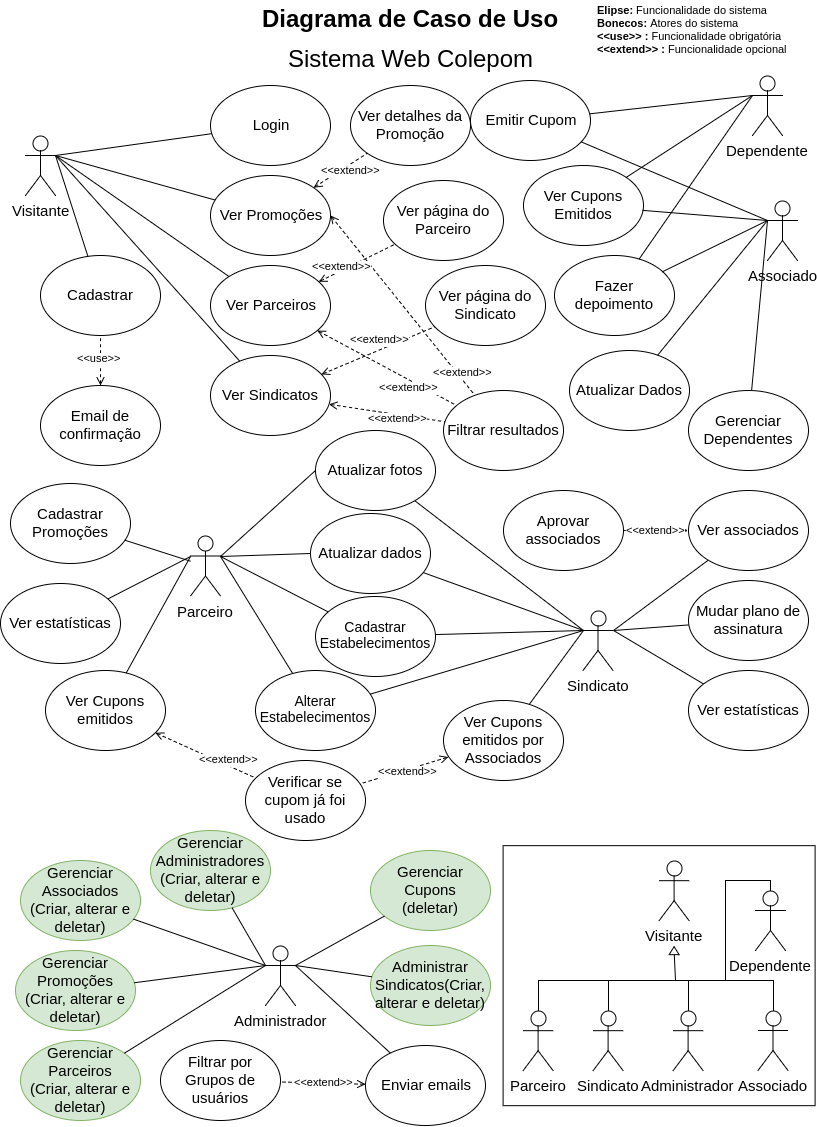 Diagrama de Caso de Uso
Sistema Web Colepom
Elipse: Funcionalidade do sistema
Bonecos: Atores do sistema
<<use>> : Funcionalidade obrigatória
<<extend>> : Funcionalidade opcional
Login
Ver detalhes da
Promoção
Emitir Cupom
Dependente
Visitante
<<extend>>
Ver Promoções
Ver página do
Parceiro
Ver Cupons
Emitidos
Associado
Cadastrar
<<extend>>
Ver Parceiros
Ver página do
Sindicato
Fazer
depoimento
<<use>>
<<extend>>
<<extend>>
<<extend>>
<<extend>>
Ver Sindicatos
Atualizar Dados
Email de
confirmação
Filtrar resultados
Gerenciar
Dependentes
Atualizar fotos
Cadastrar
Promoções
Aprovar
associados
<<extend>>
Ver associados
Atualizar dados
Parceiro
Ver estatísticas
Cadastrar
Estabelecimentos
Mudar plano de
assinatura
Sindicato
Ver Cupons
emitidos
Alterar
Estabelecimentos
Ver Cupons
emitidos por
Associados
Ver estatísticas
<<extend>>
<<extend>>
Verificar se
cupom já foi
usado
Gerenciar
Administradores
(Criar, alterar e
deletar)
Gerenciar
Associados
(Criar, alterar e
deletar)
Gerenciar
Cupons
(deletar)
Gerenciar
Promoções
(Criar, alterar e
deletar)
Administrar
Sindicatos(Criar,
alterar e deletar)
Administrador
Gerenciar
Parceiros
(Criar, alterar e
deletar)
Filtrar por
Grupos de
usuários
<<extend>>
Enviar emails
Visitante
Dependente
Parceiro
Sindicato
Administrador
Associado